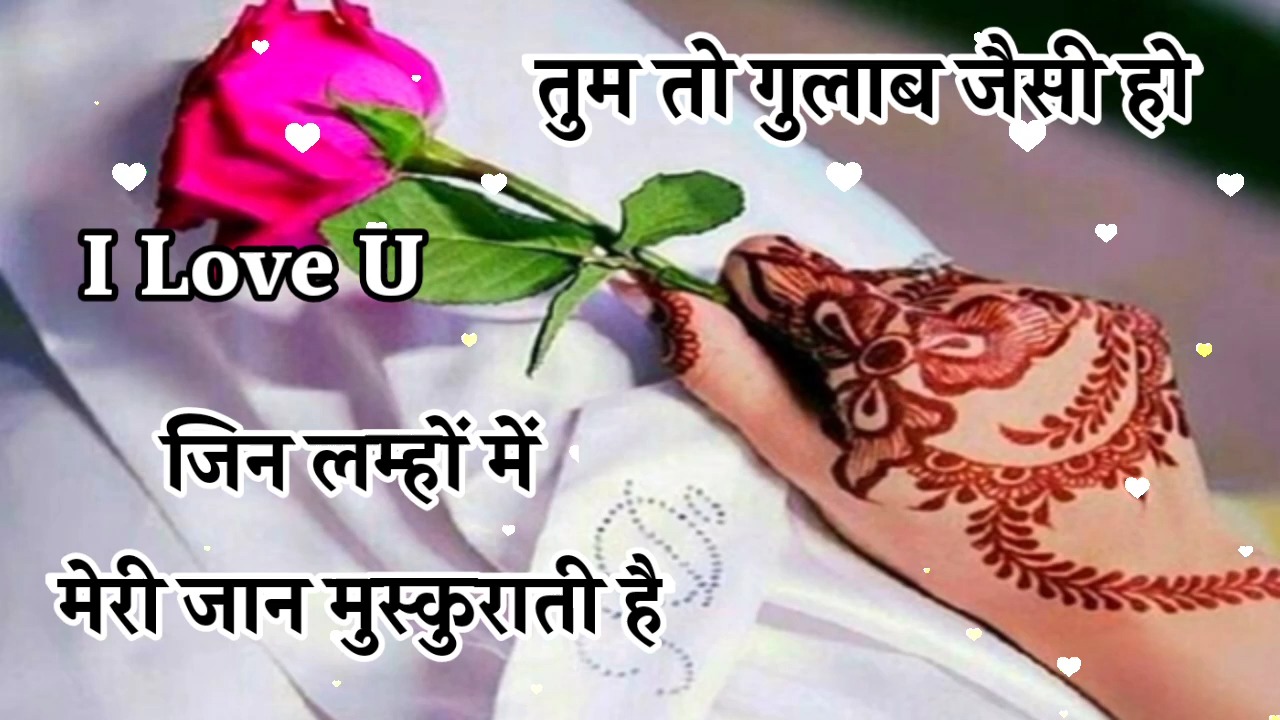 तुम तो गुलाब जैसी हो
I Love U
जिन लम्हों में
मेरी जान मुस्कुराती है